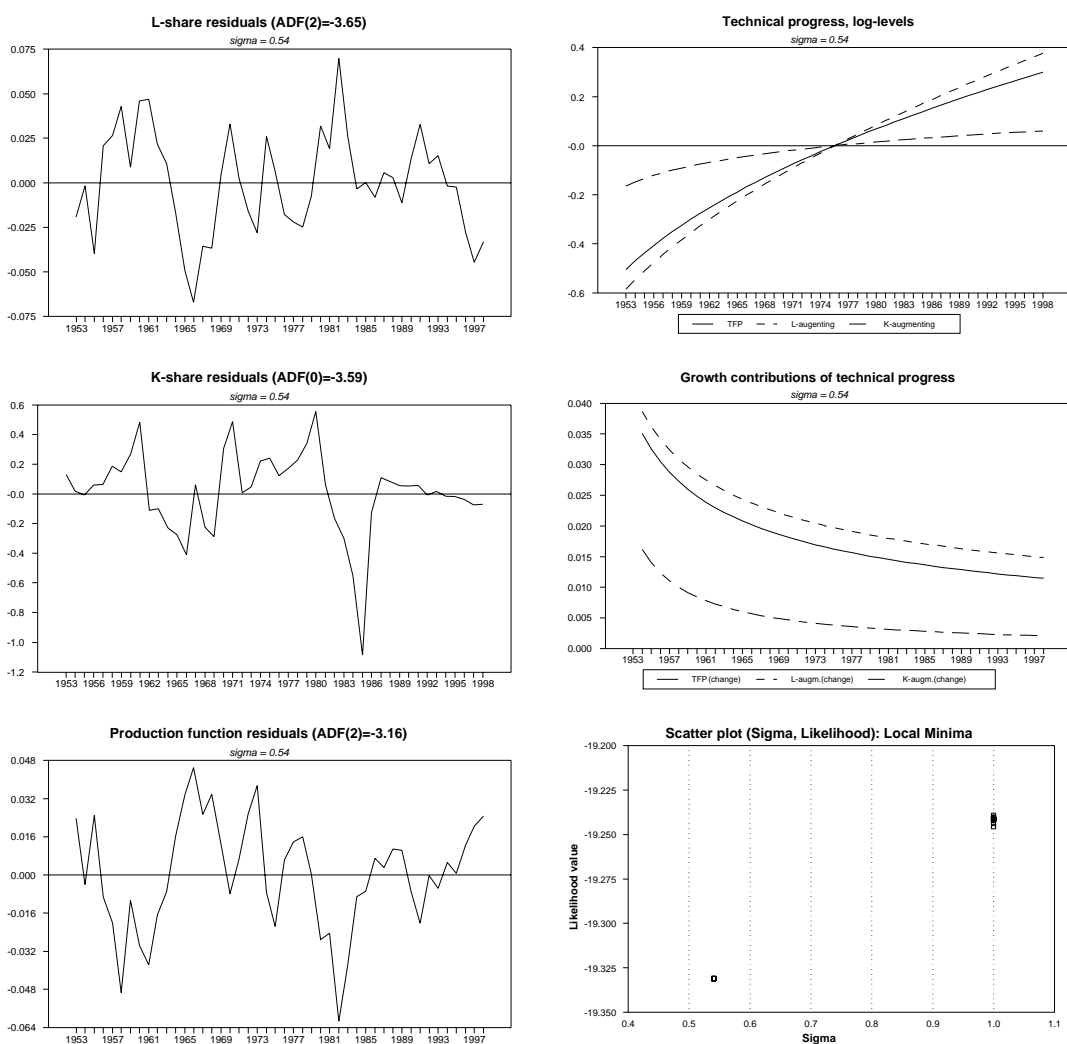 L-share residuals (ADF(2)=-3.65)
sigma = 0.54
0.075
0.050
0.025
0.000
-0.025
-0.050
-0.075
1953 1957 1961 1965 1969 1973 1977 1981 1985 1989 1993 1997
Technical progress, log-levels
sigma = 0.54
0.4
0.2
-0.0
-0.2
-0.4
-0.6
1953 1956 1959 1962 1965 1968 1971 1974 1977 1980 1983 1986 1989 1992 1995 1998
TFP L-augenting K-augmenting
K-share residuals (ADF(0)=-3.59)
sigma = 0.54
0.6
0.4
0.2
-0.0
-0.2
-0.4
-0.6
-0.8
-1.0
-1.2
1953 1956 1959 1962 1965 1968 1971 1974 1977 1980 1983 1986 1989 1992 1995 1998
Growth contributions of technical progress
sigma = 0.54
0.040
0.035
0.030
0.025
0.020
0.015
0.010
0.005
0.000
1953 1957 1961 1965 1969 1973 1977 1981 1985 1989 1993 1997
TFP (change) L-augm.(change) K-augm.(change)
Production function residuals (ADF(2)=-3.16)
sigma = 0.54
0.048
0.032
0.016
0.000
-0.016
-0.032
-0.048
-0.064
1953 1957 1961 1965 1969 1973 1977 1981 1985 1989 1993 1997
Scatter plot (Sigma, Likelihood): Local Minima
Likelihood value
-19.200
-19.225
-19.250
-19.275
-19.300
-19.325
-19.350
0.4 0.5 0.6 0.7 0.8 0.9 1.0 1.1
Sigma